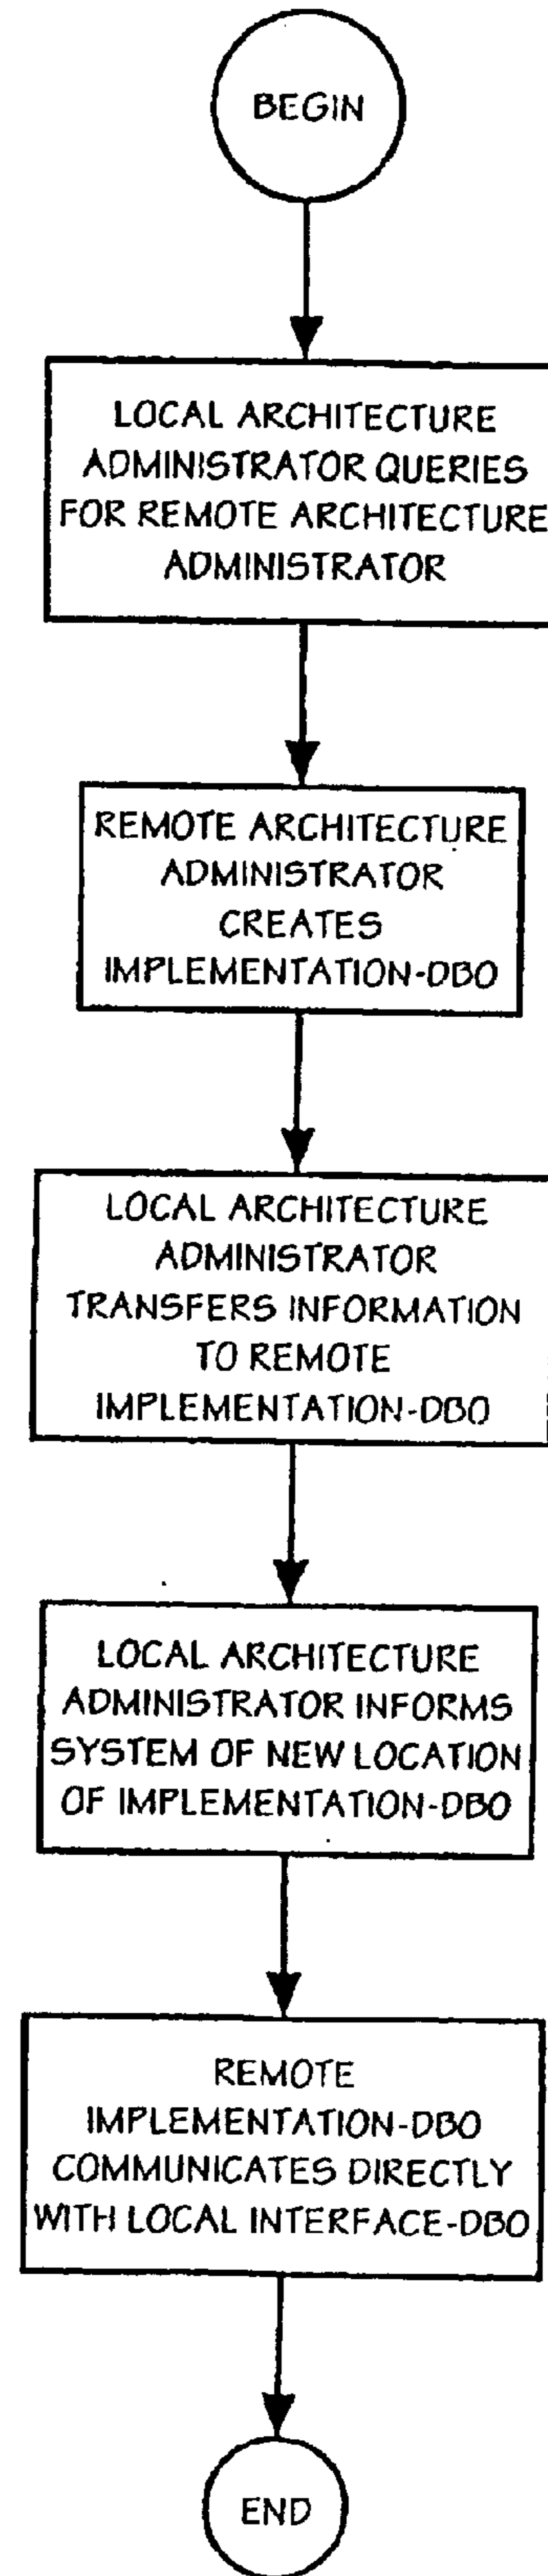 BEGIN
LOCAL ARCHITECTURE
ADMINISTRATOR QUERIES
FOR REMOTE ARCHITECTURE
ADMINISTRATOR
REMOTE ARCHITECTURE
ADMINISTRATOR
CREATES
IMPLEMENTATION-DBO
LOCAL ARCHITECTURE
ADMINISTRATOR
TRANSFERS INFORMATION
TO REMOTE
IMPLEMENTATION-DBO
LOCAL ARCHITECTURE
ADMINISTRATOR INFORMS
SYSTEM OF NEW LOCATION
OF IMPLEMENTATION-DBO
REMOTE
IMPLEMENTATION-DBO
COMMUNICATES DIRECTLY
WITH LOCAL INTERFACE-DBO
END